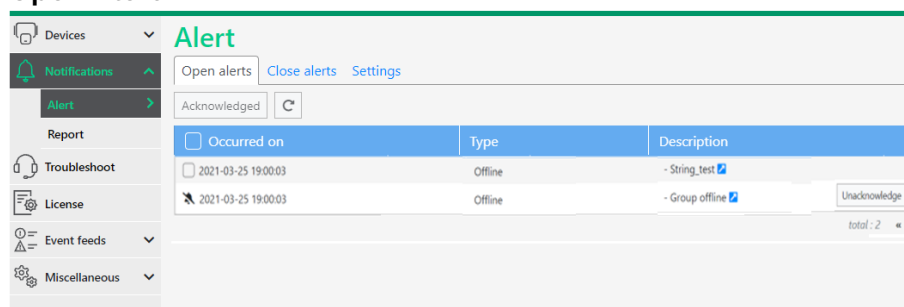 Devices
Alert
Notifications
Open alerts Close alerts Settings
Alert
Acknowledged
Report
Occurred on Type Description
Troubleshoot
2021-03-25 19:00:03 Offline - String_test
License
2021-03-25 19:00:03 Offline - Group offline Unacknowledge
total : 2 «
Event feeds
Miscellaneous